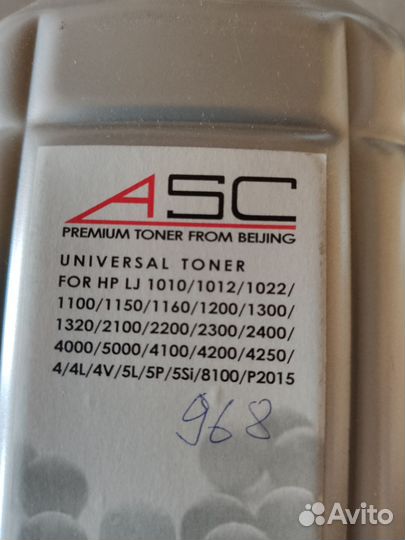 ASC
PREMIUM TONER FROM BEIJING
UNIVERSAL TONER
FOR HP LJ 1010/1012/1022/
1100/1150/1160/1200/1300/
1320/2100/2200/2300/2400/
4000/5000/4100/4200/4250/
4/4L/4V/5L/5P/5Si/8100/P2015
968
Avito